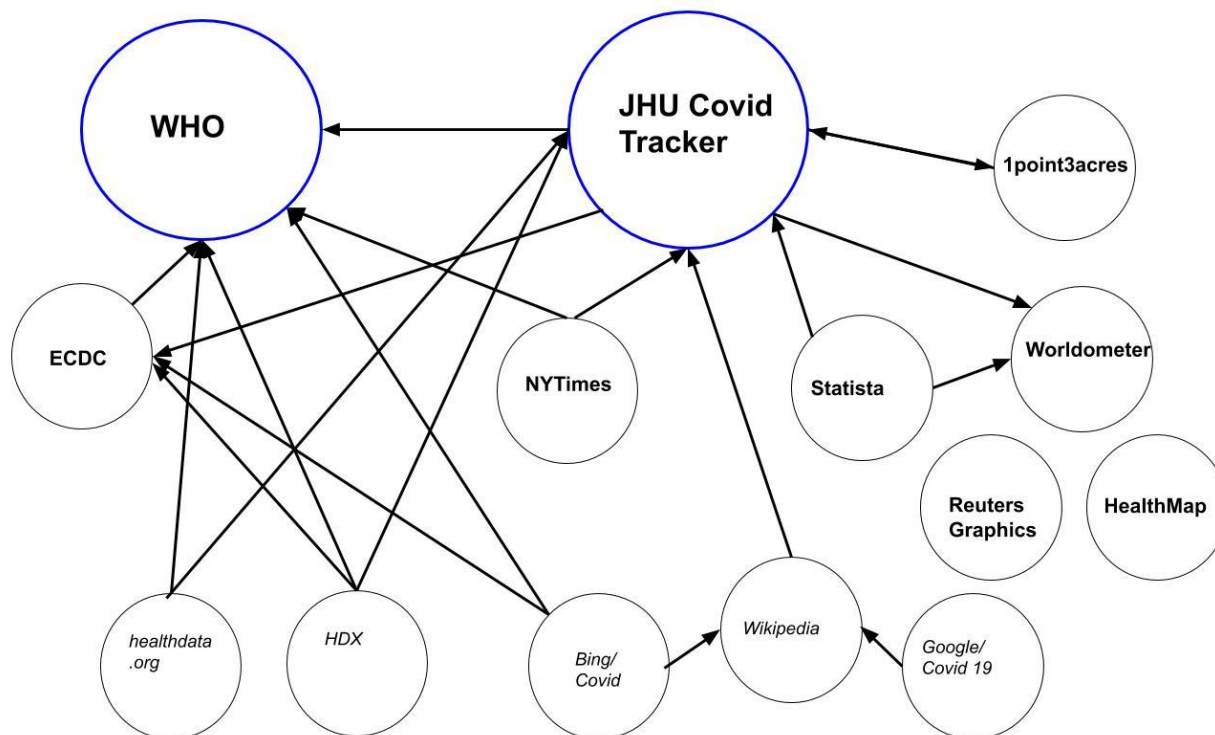 WHO
JHU Covid
Tracker
1point3acres
ECDC
NYTimes
Statista
Worldometer
Reuters
Graphics
HealthMap
healthdata
.org
HDX
Bing/
Covid
Wikipedia
Google/
Covid 19